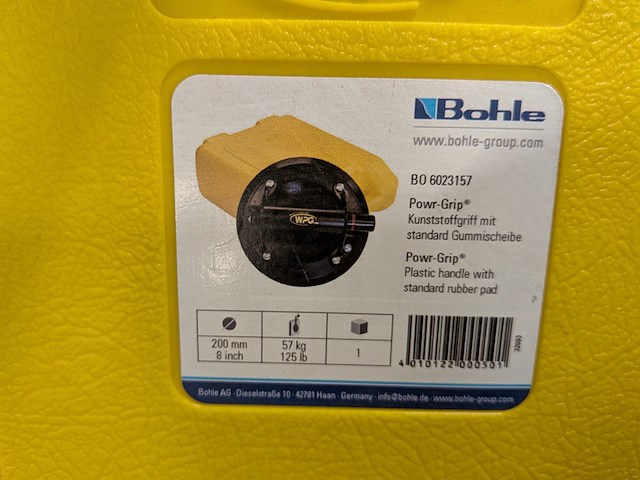 Bohle
www.bohle-group.com
BO 6023157
Powr-Grip®
Kunststoffgriff mit
standard Gummischeibe
Powr-Grip®
Plastic handle with
standard rubber pad
WPG
200 mm
8 inch
57 kg
125 lb
1
4 010122 000501
Bohle AG · Dieselstraße 10 · 42781 Haan · Germany · info@bohle.de · www.bohle-group.com